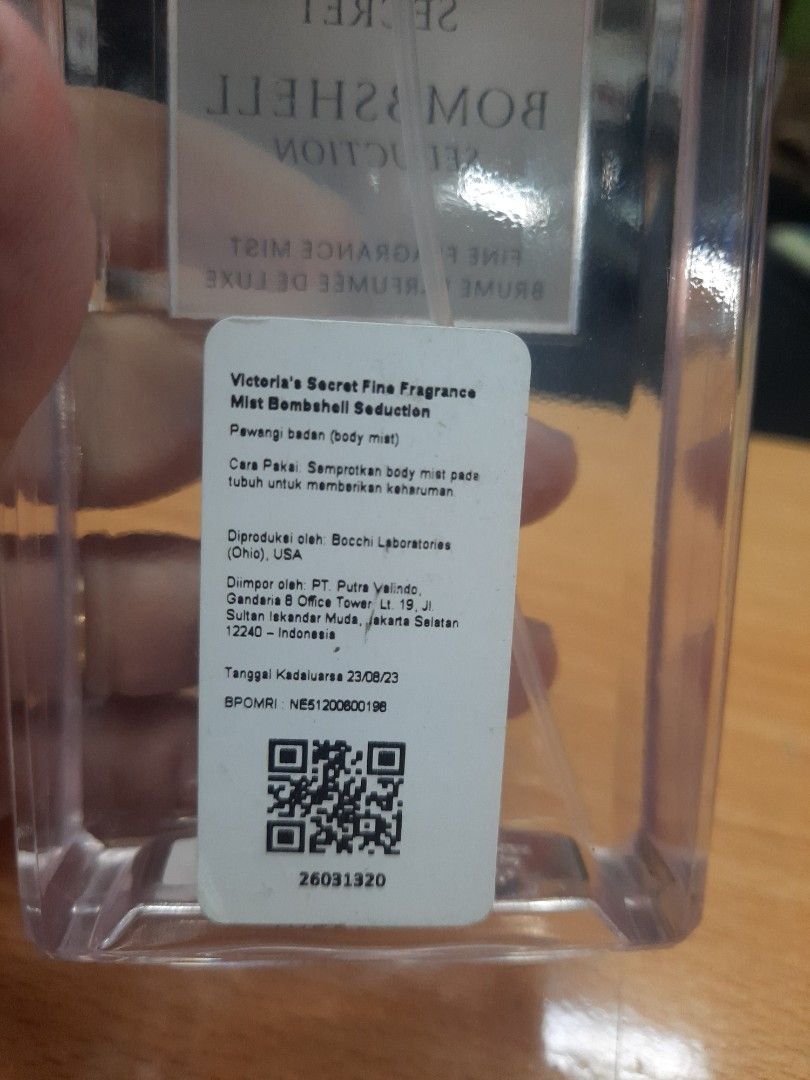 SECRET
BOMBSHELL
SEDUCTION
FINE FRAGRANCE MIST
BRUME PARFUMÉE DE LUXE
Victoria's Secret Fine Fragrance
Mist Bombshell Seduction
Pewangi badan (body mist)
Cara Pakai: Semprotkan body mist pada
tubuh untuk memberikan keharuman.
Diproduksi oleh: Bocchi Laboratories
(Ohio), USA
Diimpor oleh: PT. Putra Valindo,
Gandaria 8 Office Tower, Lt. 19, Jl.
Sultan Iskandar Muda, Jakarta Selatan
12240 – Indonesia
Tanggal Kadaluarsa 23/08/23
BPOMRI : NE51200600198
26031320